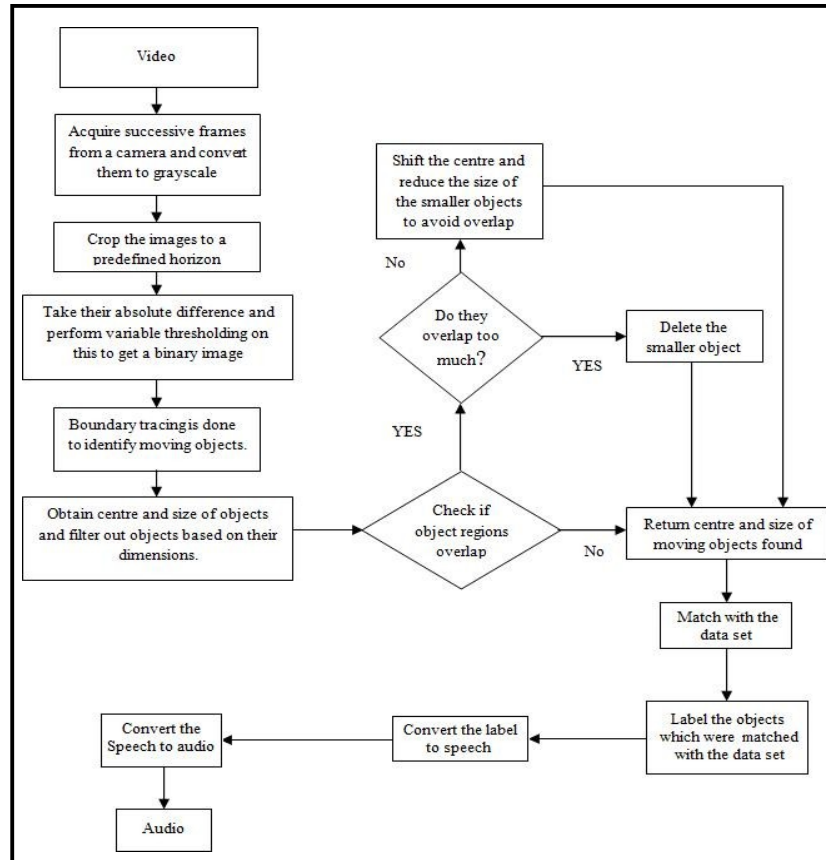 Video
Acquire successive frames
from a camera and convert
them to grayscale
Crop the images to a
predefined horizon
Take their absolute difference and
perform variable thresholding on
this to get a binary image
Boundary tracing is done
to identify moving objects.
Obtain centre and size of objects
and filter out objects based on their
dimensions.
Check if
object regions
overlap
YES
No
Do they
overlap too
much?
No
YES
Shift the centre and
reduce the size of
the smaller objects
to avoid overlap
Delete the
smaller object
Return centre and size of
moving objects found
Match with the
data set
Label the objects
which were matched
with the data set
Convert the label
to speech
Convert the
Speech to audio
Audio